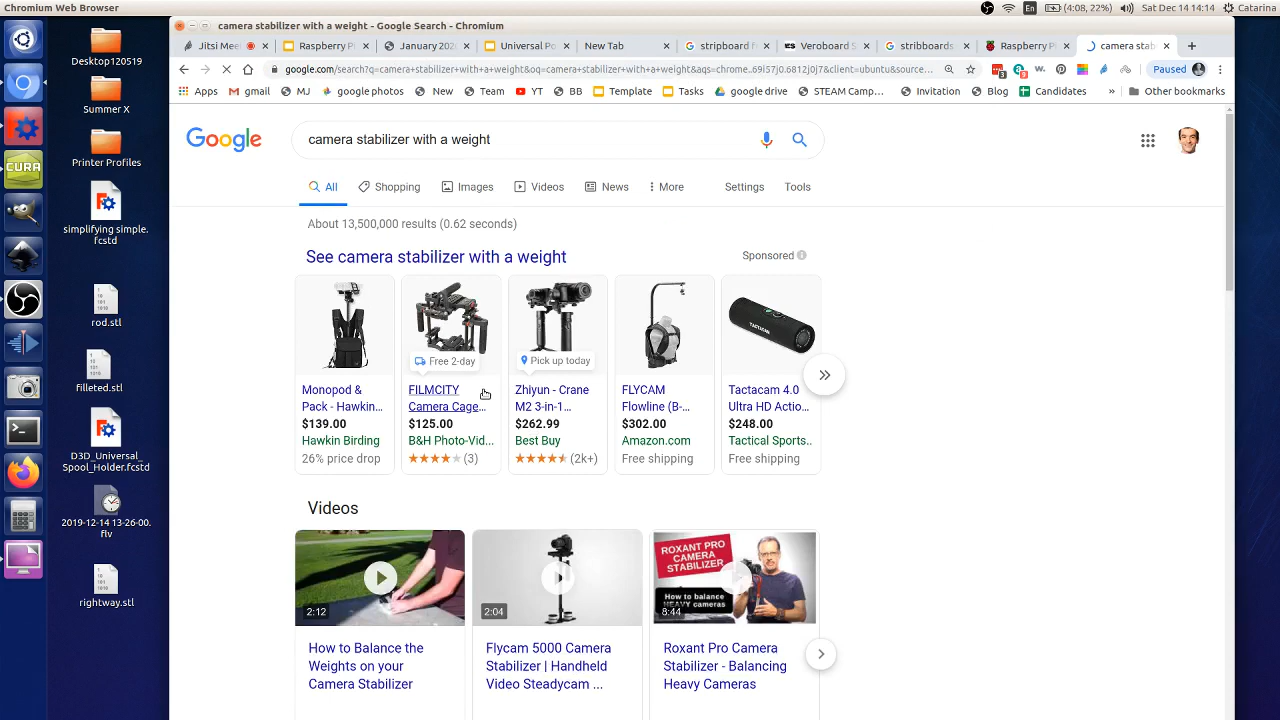 Chromium Web Browser
En
(4:08, 22%)
Sat Dec 14 14:14
Catarina
camera stabilizer with a weight - Google Search - Chromium
Jitsi Mee
Raspberry P
January 202
Universal Po
New Tab
stripboard f
Veroboard S
stribboards
Raspberry P
camera stab
google.com/search?q=camera+stabilizer+with+a+weight&oq=camera+stabilizer+with+a+weight&aqs=chrome..69i57j0.5812j0j7&client=ubuntu&source...
Paused
Apps
gmail
MJ
google photos
New
Team
YT
BB
Template
Tasks
google drive
STEAM Camp...
Invitation
Blog
Candidates
»
Other bookmarks
Desktop120519
Summer X
Printer Profiles
simplifying simple.
fcstd
rod.stl
filleted.stl
D3D_Universal_
Spool_Holder.fcstd
2019-12-14 13-26-00.
flv
rightway.stl
CURA
Google
camera stabilizer with a weight
All
Shopping
Images
Videos
News
More
Settings
Tools
About 13,500,000 results (0.62 seconds)
See camera stabilizer with a weight
Sponsored
Free 2-day
Pick up today
TACTACAM
Monopod &
Pack - Hawkin...
$139.00
Hawkin Birding
26% price drop
FILMCITY
Camera Cage...
$125.00
B&H Photo-Vid...
(3)
Zhiyun - Crane
M2 3-in-1...
$262.99
Best Buy
(2k+)
FLYCAM
Flowline (B-...
$302.00
Amazon.com
Free shipping
Tactacam 4.0
Ultra HD Actio...
$248.00
Tactical Sports..
Free shipping
Videos
2:12
2:04
ROXANT PRO
CAMERA
STABILIZER
How to balance
HEAVY cameras
8:44
How to Balance the
Weights on your
Camera Stabilizer
Flycam 5000 Camera
Stabilizer | Handheld
Video Steadycam ...
Roxant Pro Camera
Stabilizer - Balancing
Heavy Cameras